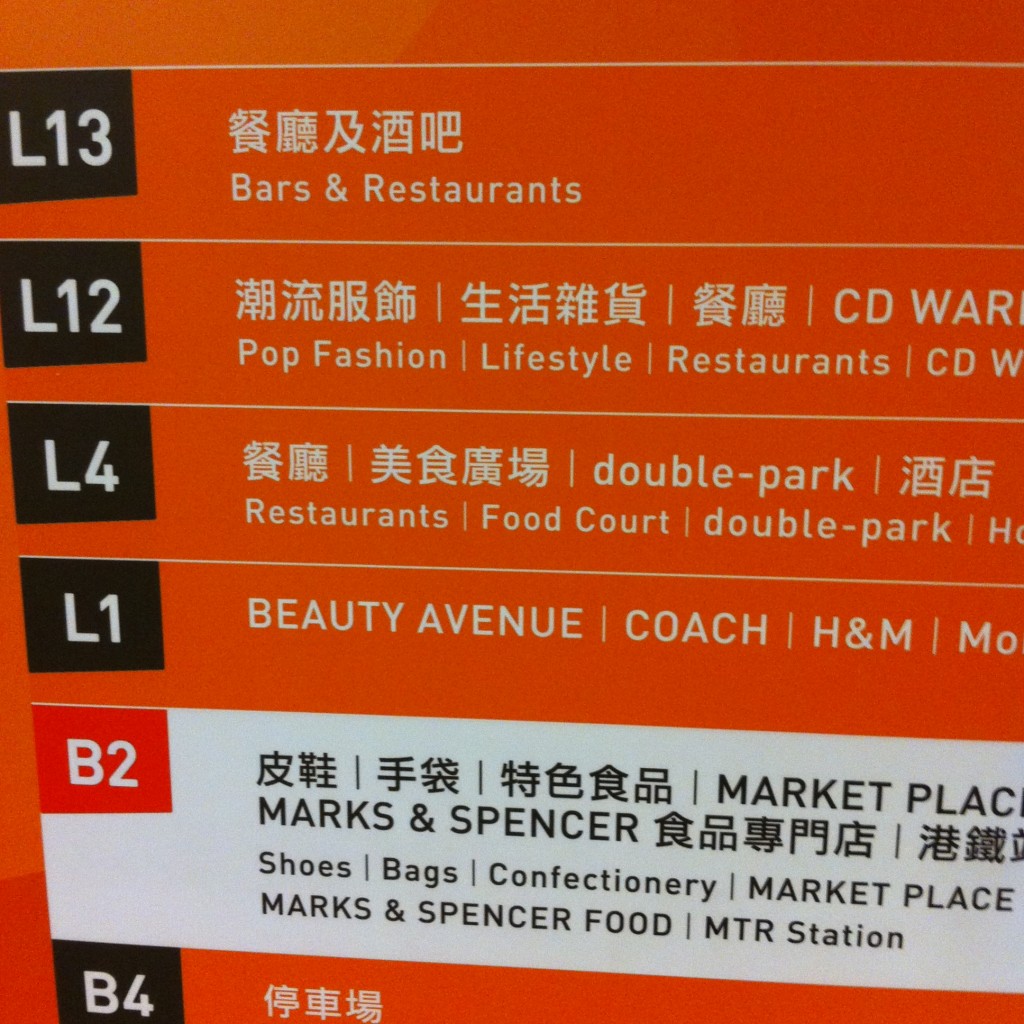 L13 餐廳及酒吧
Bars & Restaurants
L12 潮流服飾 | 生活雜貨 | 餐廳 | CD
Pop Fashion | Lifestyle | Restaurants | CD
L4 餐廳 | 美食廣場 | double-park | 酒店
Restaurants | Food Court | double-park |
L1 BEAUTY AVENUE | COACH | H&M |
B2 皮鞋 | 手袋 | 特色食品 | MARKET
MARKS & SPENCER 食品專門店 | 港鐵
Shoes | Bags | Confectionery | MARKET PLACE
MARKS & SPENCER FOOD | MTR Station
B4 停車場